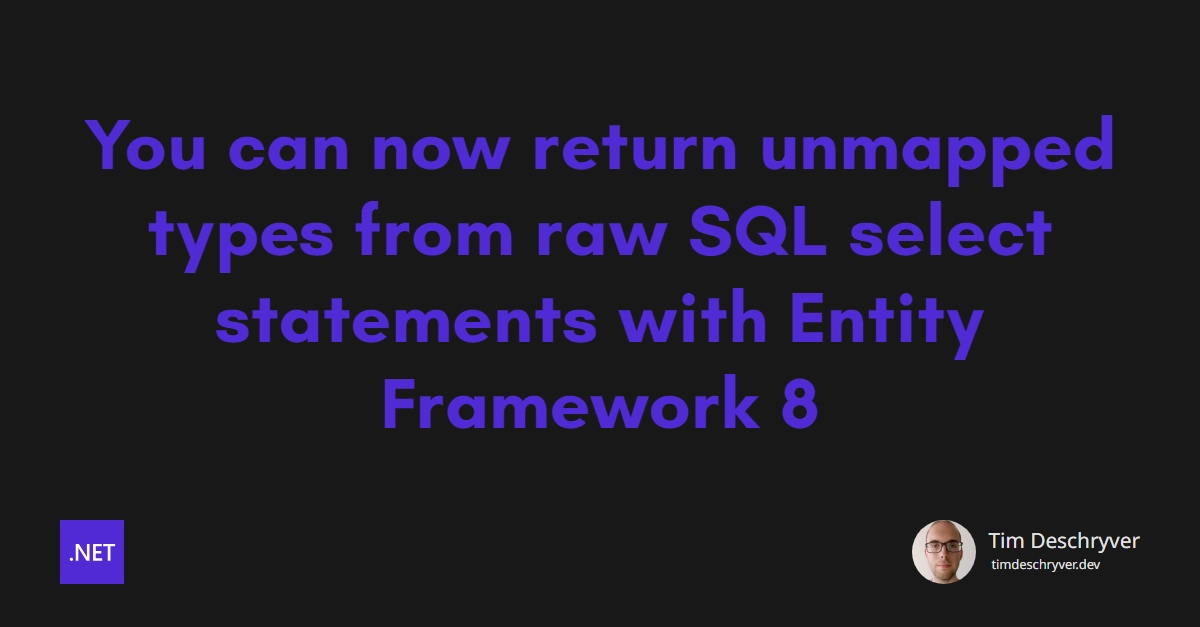 You can now return unmapped
types from raw SQL select
statements with Entity
Framework 8
.NET
Tim Deschryver
timdeschryver.dev